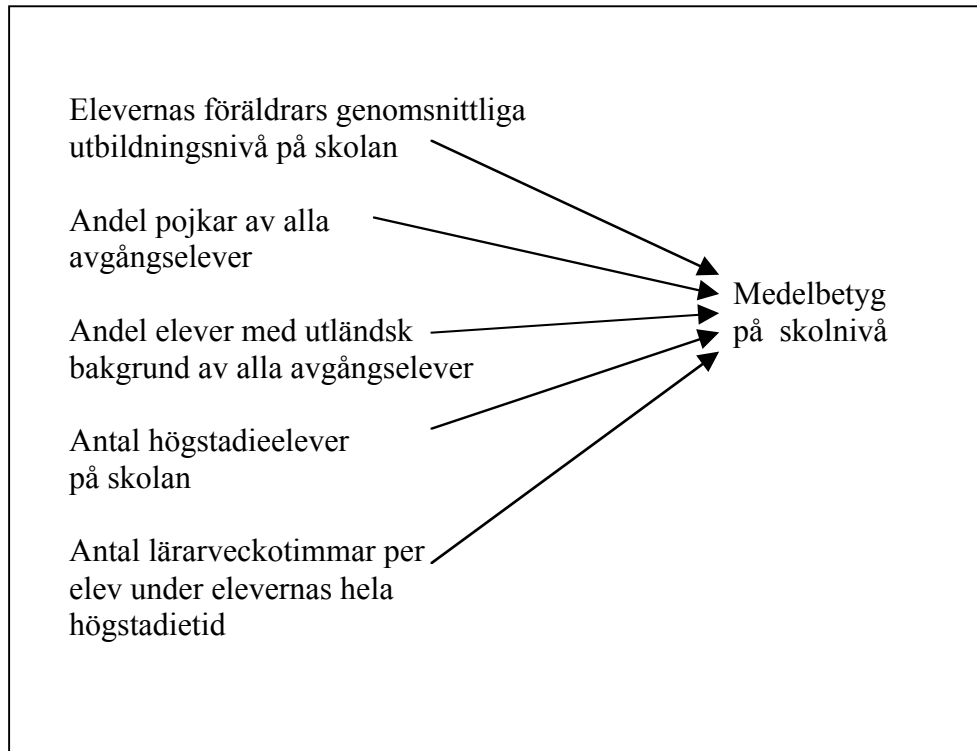 Elevernas föräldrars genomsnittliga
utbildningsnivå på skolan
Andel pojkar av alla
avgångselever
Andel elever med utländsk
bakgrund av alla avgångselever
Antal högstadieelever
på skolan
Antal lärarveckotimmar per
elev under elevernas hela
högstadietid
Medelbetyg
på skolnivå